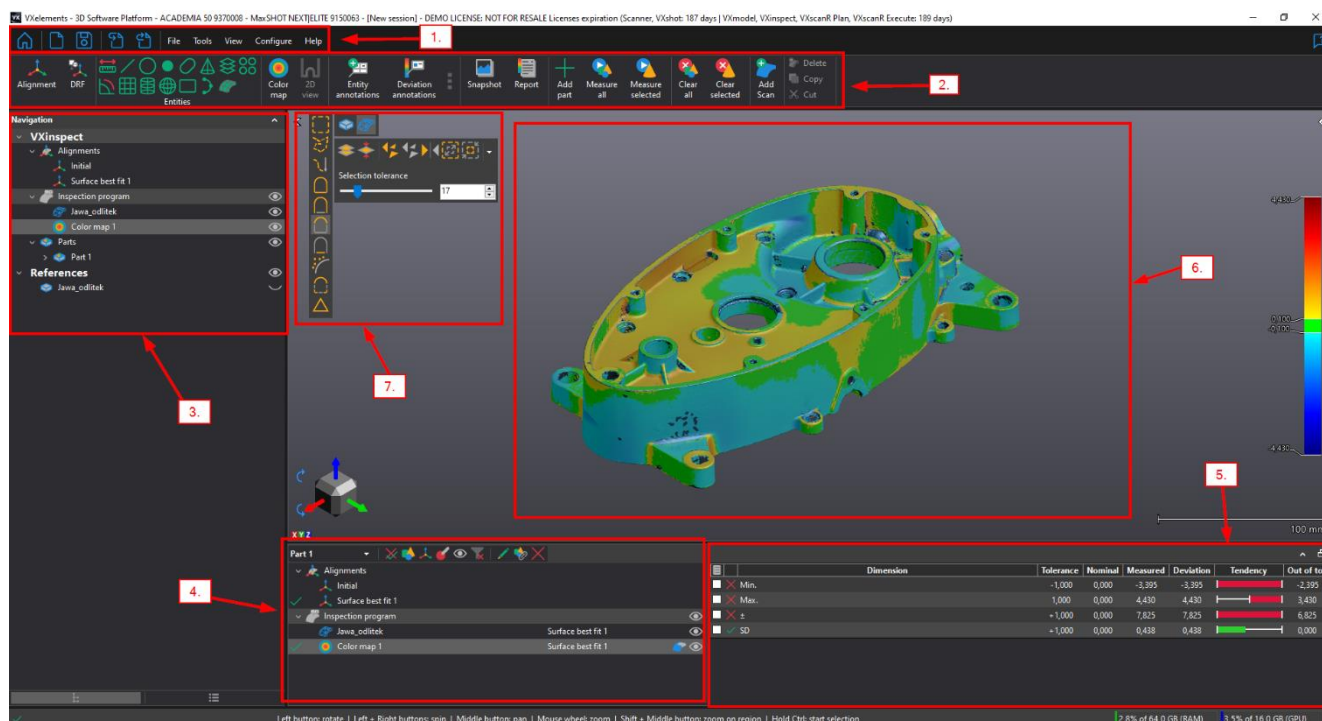 VXelements - 3D Software Platform - ACADEMIA 50 9370008 - MaxSHOT NEXT|ELITE 9150063 - [New session] - DEMO LICENSE: NOT FOR RESALE Licenses expiration (Scanner, VXshot: 187 days | VXmodel, VXinspect, VXscanR Plan, VXscanR Execute: 189 days)
File Tools View Configure Help
1.
Alignment DRF
Entities
Color map
2D view
Entity annotations
Deviation annotations
Snapshot
Report
Add part
Measure all
Measure selected
Clear all
Clear selected
Add Scan
Delete
Copy
Cut
2.
Navigation
VXinspect
Alignments
Initial
Surface best fit 1
Inspection program
Jawa_odlitek
Color map 1
Parts
Part 1
References
Jawa_odlitek
3.
Selection tolerance
17
7.
6.
4,430
-4,430
100 mm
5.
X Y Z
4.
Part 1
Alignments
Initial
Surface best fit 1
Inspection program
Jawa_odlitek Surface best fit 1
Color map 1 Surface best fit 1
Dimension Tolerance Nominal Measured Deviation Tendency Out of to
Min. -1,000 0,000 -3,395 -3,395 -2,395
Max. 1,000 0,000 4,430 4,430 3,430
± +1,000 0,000 7,825 7,825 6,825
SD +1,000 0,000 0,438 0,438 0,000
Left button: rotate | Left + Right buttons: spin | Middle button: pan | Mouse wheel: zoom | Shift + Middle button: zoom on region | Hold Ctrl: start selection
2.8% of 64.0 GB (RAM) 3.5% of 16.0 GB (GPU)